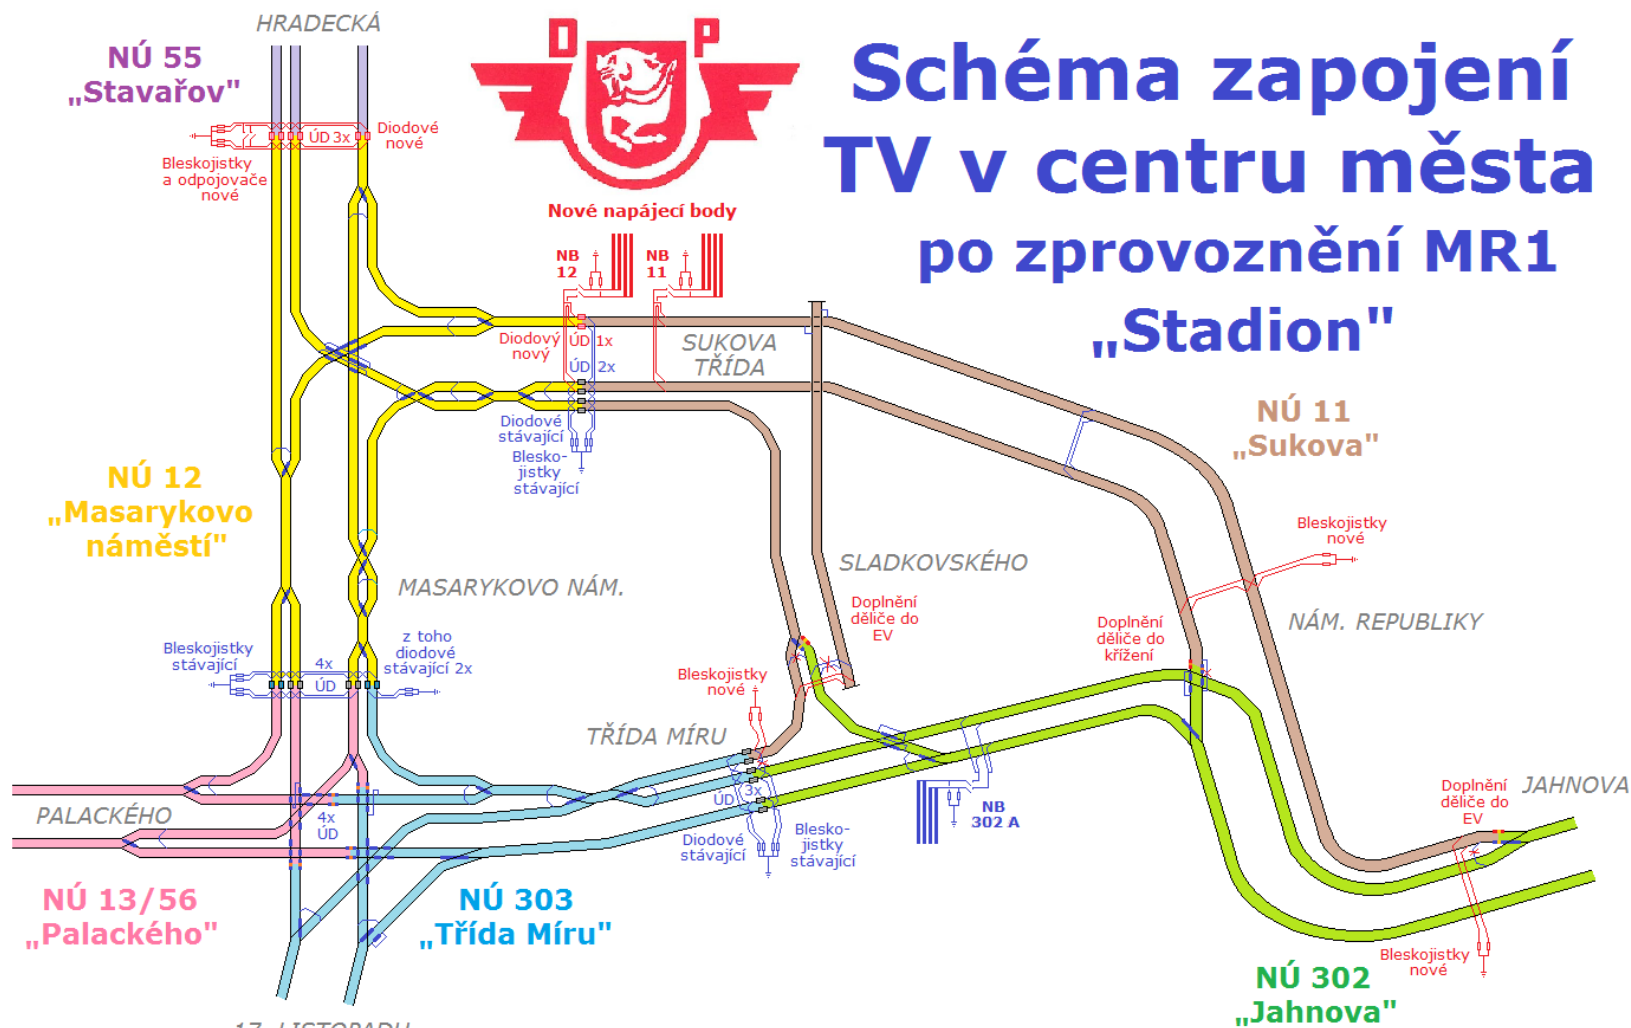 HRADECKÁ
NÚ 55
„Stavařov"
D P
Schéma zapojení
TV v centru města
po zprovoznění MR1
„Stadion"
ÚD 3x
Diodové
nové
Bleskojistky
a odpojovače
nové
Nové napájecí body
NB
12
NB
11
Diodový
nový
ÚD 1x
ÚD 2x
SUKOVA
TŘÍDA
Diodové
stávající
Blesko-
jistky
stávající
NÚ 11
„Sukova"
NÚ 12
„Masarykovo
náměstí"
Bleskojistky
nové
SLADKOVSKÉHO
MASARYKOVO NÁM.
Doplnění
děliče do
EV
Doplnění
děliče do
křížení
NÁM. REPUBLIKY
Bleskojistky
stávající
4x
ÚD
z toho
diodové
stávající 2x
Bleskojistky
nové
TŘÍDA MÍRU
PALACKÉHO
4x
ÚD
3x
ÚD
Diodové
stávající
Blesko-
jistky
stávající
NB
302 A
Doplnění
děliče do
EV
JAHNOVA
NÚ 13/56
„Palackého"
NÚ 303
„Třída Míru"
Bleskojistky
nové
NÚ 302
„Jahnova"
17. LISTOPADU